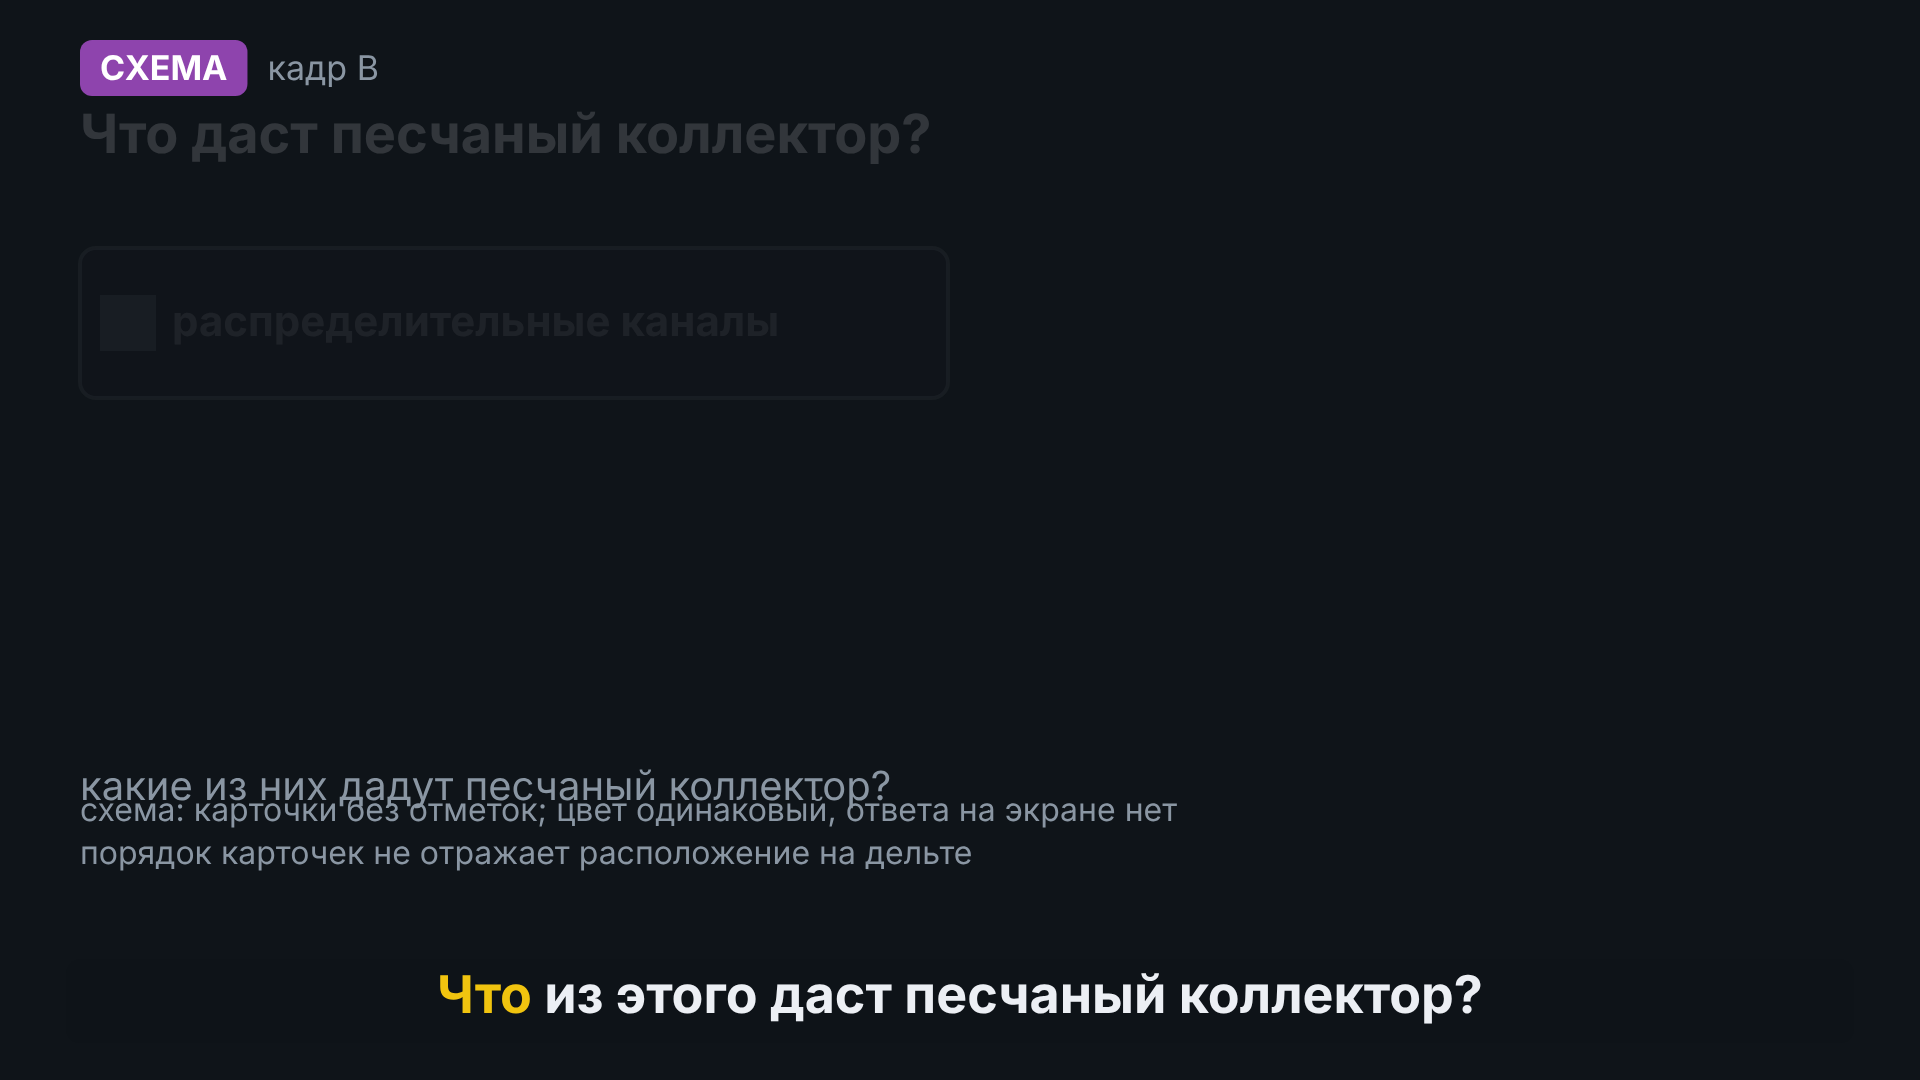 СХЕМА кадр В
Что даст песчаный коллектор?
распределительные каналы
какие из них дадут песчаный коллектор?
схема: карточки без отметок; цвет одинаковый, ответа на экране нет
порядок карточек не отражает расположение на дельте
Что из этого даст песчаный коллектор?